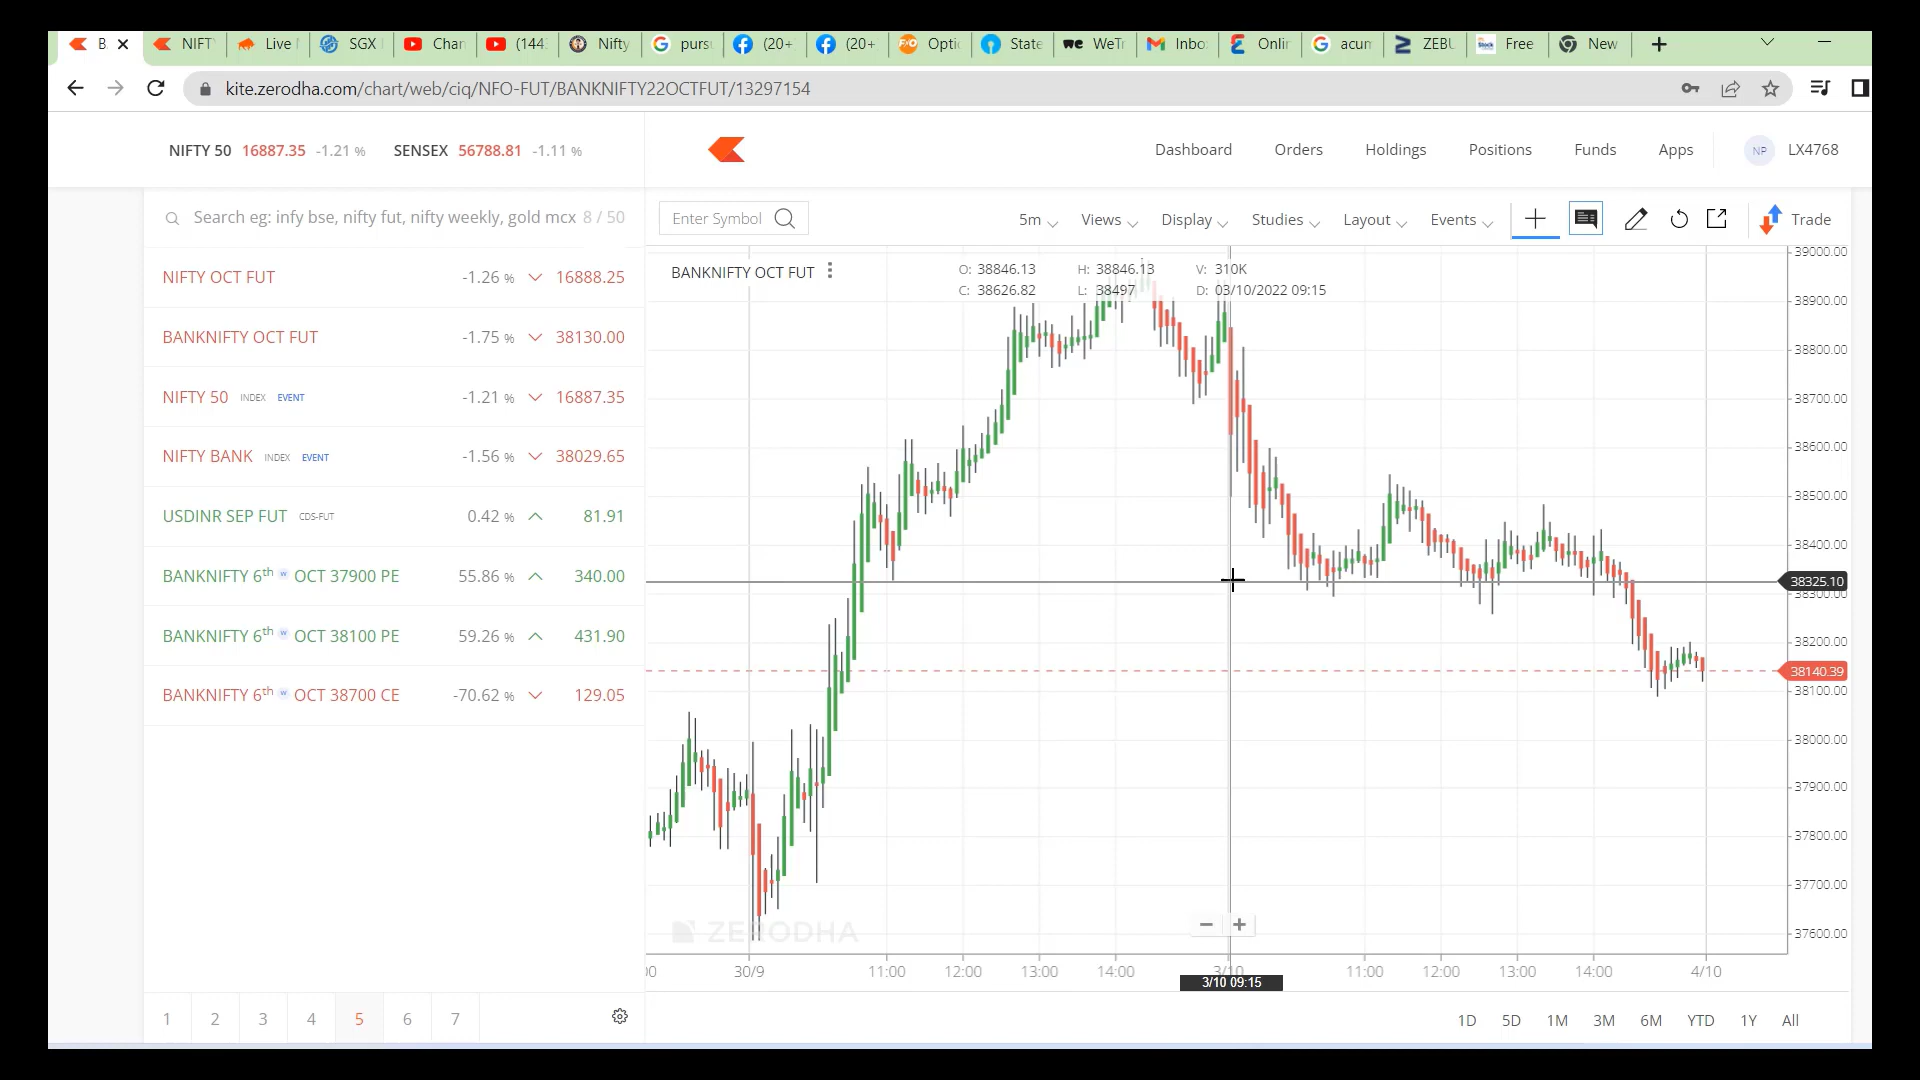 B.
NIFT
Live
SGX
Char
(144
Nifty
purs
(20+
(20+
Optic
State
WeTr
Inbo
Onlin
acum
ZEBU
Free
New
kite.zerodha.com/chart/web/ciq/NFO-FUT/BANKNIFTY22OCTFUT/13297154
NIFTY 50 16887.35 -1.21 % SENSEX 56788.81 -1.11 %
Dashboard Orders Holdings Positions Funds Apps NP LX4768
Search eg: infy bse, nifty fut, nifty weekly, gold mcx 8 / 50
Enter Symbol 5m Views Display Studies Layout Events Trade
NIFTY OCT FUT -1.26 % 16888.25
BANKNIFTY OCT FUT -1.75 % 38130.00
NIFTY 50 INDEX EVENT -1.21 % 16887.35
NIFTY BANK INDEX EVENT -1.56 % 38029.65
USDINR SEP FUT CDS-FUT 0.42 % 81.91
BANKNIFTY 6th w OCT 37900 PE 55.86 % 340.00
BANKNIFTY 6th w OCT 38100 PE 59.26 % 431.90
BANKNIFTY 6th w OCT 38700 CE -70.62 % 129.05
1 2 3 4 5 6 7
BANKNIFTY OCT FUT
O: 38846.13 H: 38846.13 V: 310K
C: 38626.82 L: 38497 D: 03/10/2022 09:15
39000.00
38900.00
38800.00
38700.00
38600.00
38500.00
38400.00
38325.10
38300.00
38200.00
38140.39
38100.00
38000.00
37900.00
37800.00
37700.00
37600.00
ZERODHA
− +
00 30/9 11:00 12:00 13:00 14:00 3/10 11:00 12:00 13:00 14:00 4/10
3/10 09:15
1D 5D 1M 3M 6M YTD 1Y All